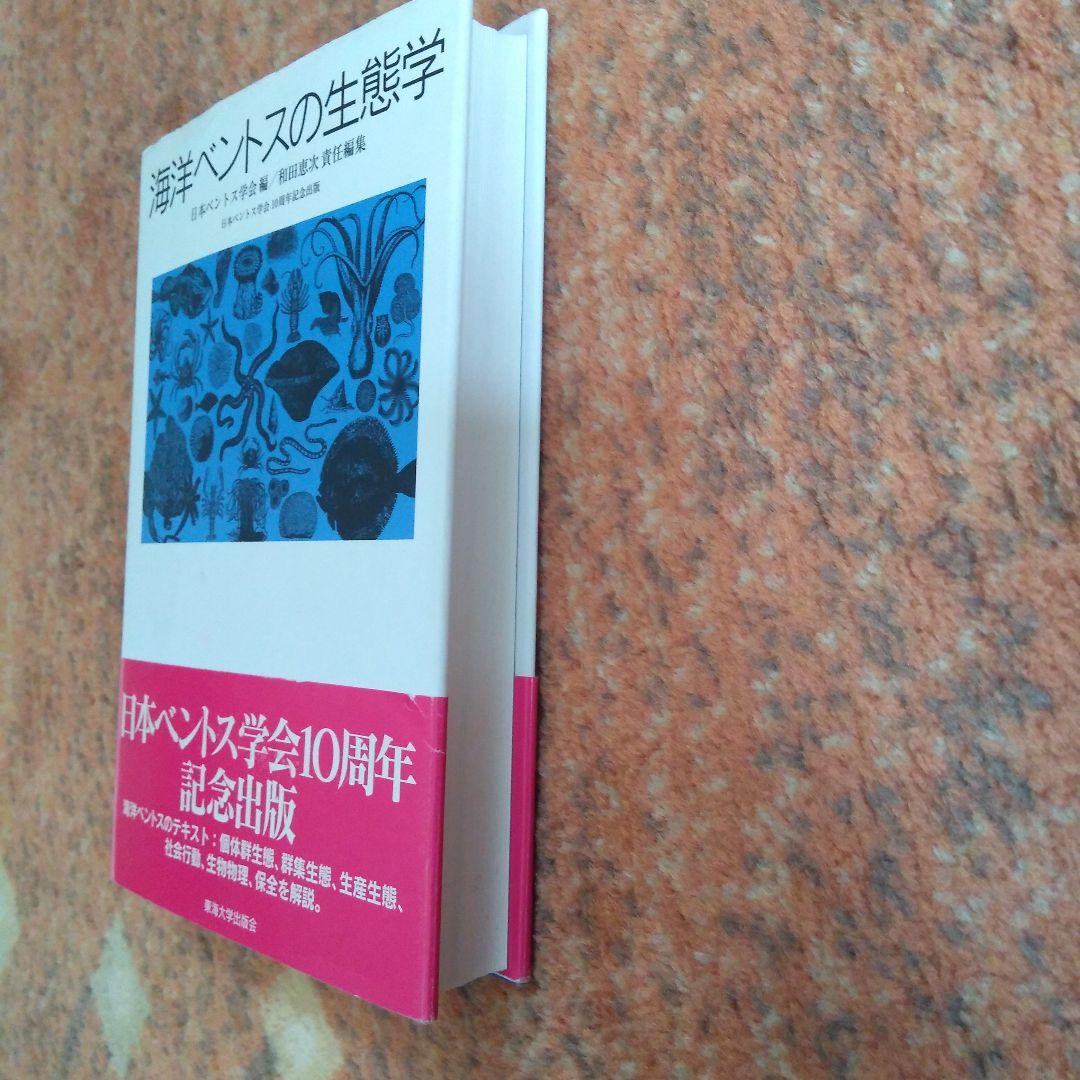 海洋ベントスの生態学
日本ベントス学会 編／和田恵次 責任編集
日本ベントス学会 10周年記念出版
日本ベントス学会10周年
記念出版
海洋ベントスのテキスト：個体群生態、群集生態、生産生態、
社会行動、生物物理、保全を解説。
東海大学出版会